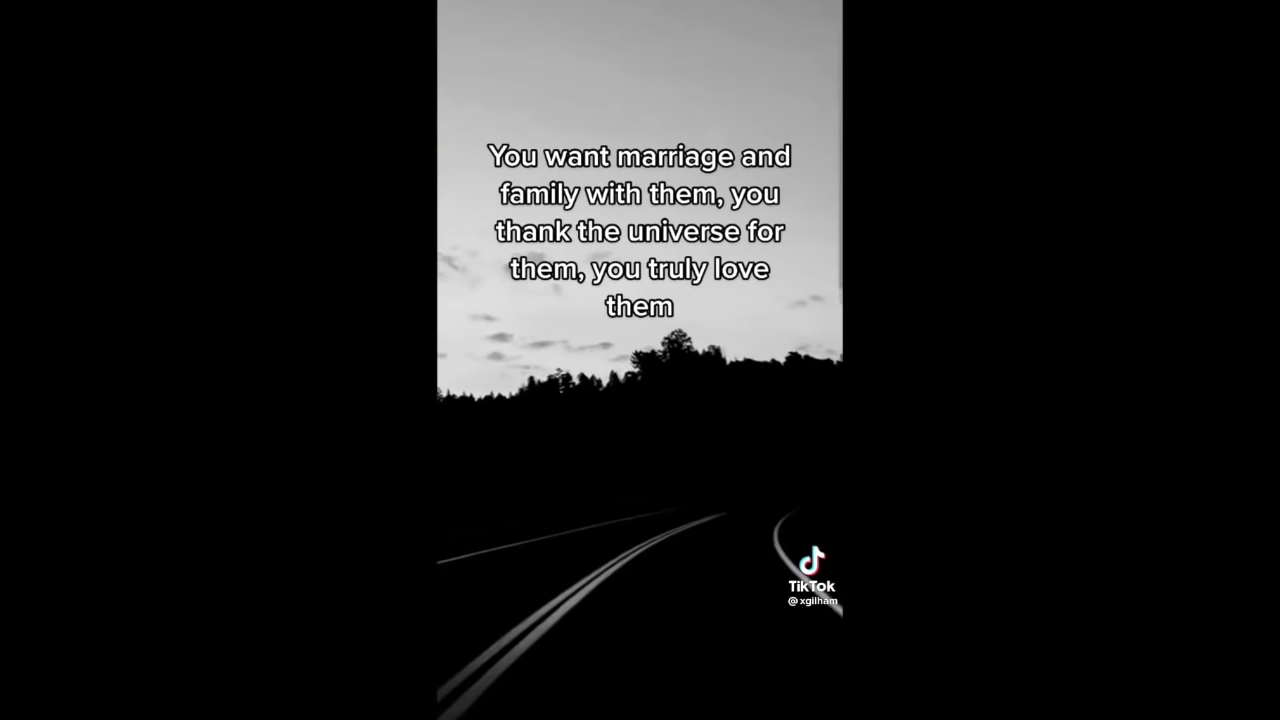 You want marriage and
family with them, you
thank the universe for
them, you truly love
them
TikTok
@xgilham